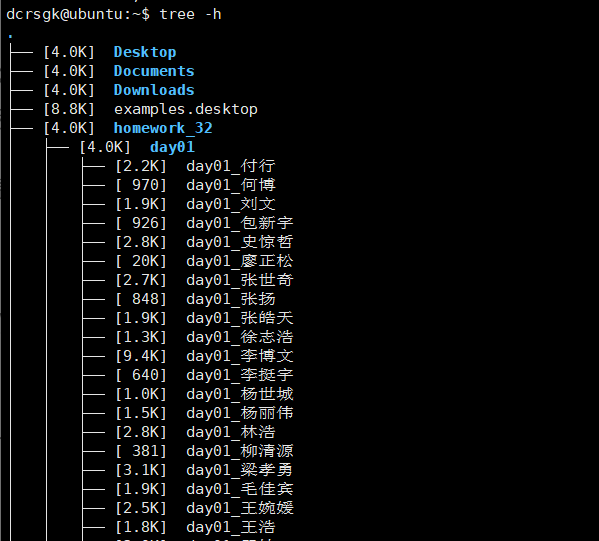 dcrsgk@ubuntu:~$ tree -h
.
├── [4.0K]  Desktop
├── [4.0K]  Documents
├── [4.0K]  Downloads
├── [8.8K]  examples.desktop
├── [4.0K]  homework_32
│   ├── [4.0K]  day01
│   │   ├── [2.2K]  day01_付行
│   │   ├── [ 970]  day01_何博
│   │   ├── [1.9K]  day01_刘文
│   │   ├── [ 926]  day01_包新宇
│   │   ├── [2.8K]  day01_史惊哲
│   │   ├── [ 20K]  day01_廖正松
│   │   ├── [2.7K]  day01_张世奇
│   │   ├── [ 848]  day01_张扬
│   │   ├── [1.9K]  day01_张皓天
│   │   ├── [1.3K]  day01_徐志浩
│   │   ├── [9.4K]  day01_李博文
│   │   ├── [ 640]  day01_李挺宇
│   │   ├── [1.0K]  day01_杨世城
│   │   ├── [1.5K]  day01_杨丽伟
│   │   ├── [2.8K]  day01_林浩
│   │   ├── [ 381]  day01_柳清源
│   │   ├── [3.1K]  day01_梁孝勇
│   │   ├── [1.9K]  day01_毛佳宾
│   │   ├── [2.5K]  day01_王婉媛
│   │   ├── [1.8K]  day01_王浩